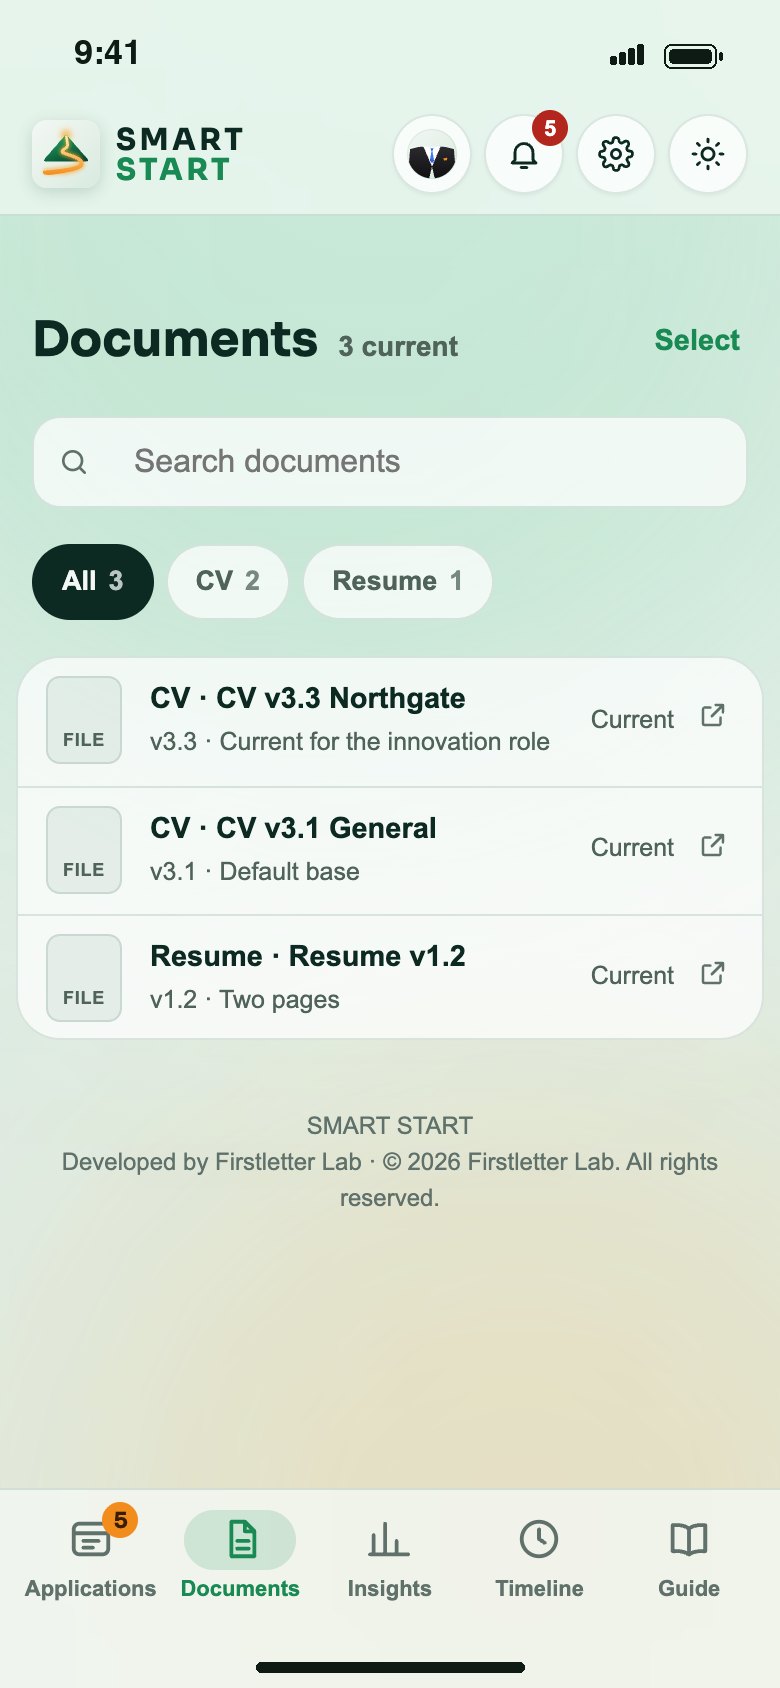 9:41
SMART
START
5
Documents 3 current Select
Search documents
All 3 CV 2 Resume 1
CV · CV v3.3 Northgate
FILE v3.3 · Current for the innovation role Current
CV · CV v3.1 General
FILE v3.1 · Default base Current
Resume · Resume v1.2
FILE v1.2 · Two pages Current
SMART START
Developed by Firstletter Lab · © 2026 Firstletter Lab. All rights
reserved.
5
Applications Documents Insights Timeline Guide